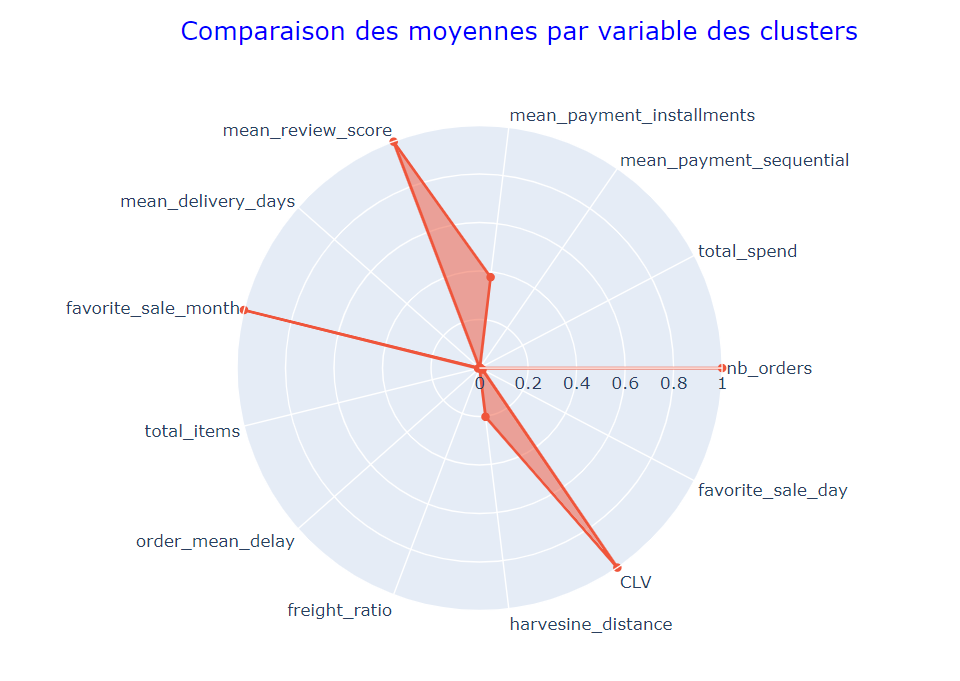 Comparaison des moyennes par variable des clusters
mean_payment_installments
mean_review_score
mean_payment_sequential
mean_delivery_days
total_spend
favorite_sale_month
nb_orders
0 0.2 0.4 0.6 0.8 1
total_items
favorite_sale_day
order_mean_delay
CLV
freight_ratio
harvesine_distance